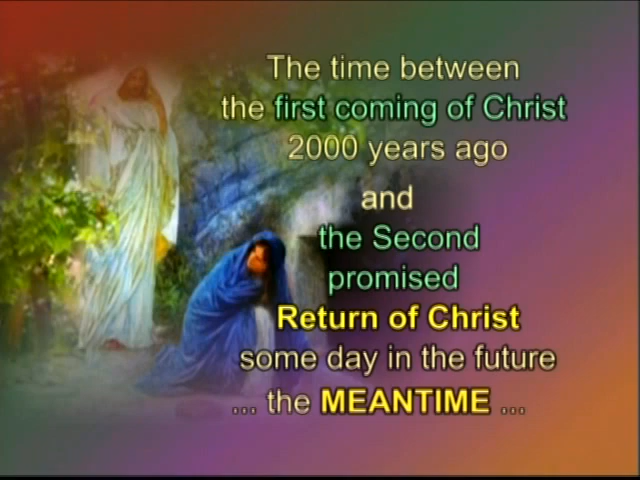 The time between
the first coming of Christ
2000 years ago
and
the Second
promised
Return of Christ
some day in the future
... the MEANTIME ...